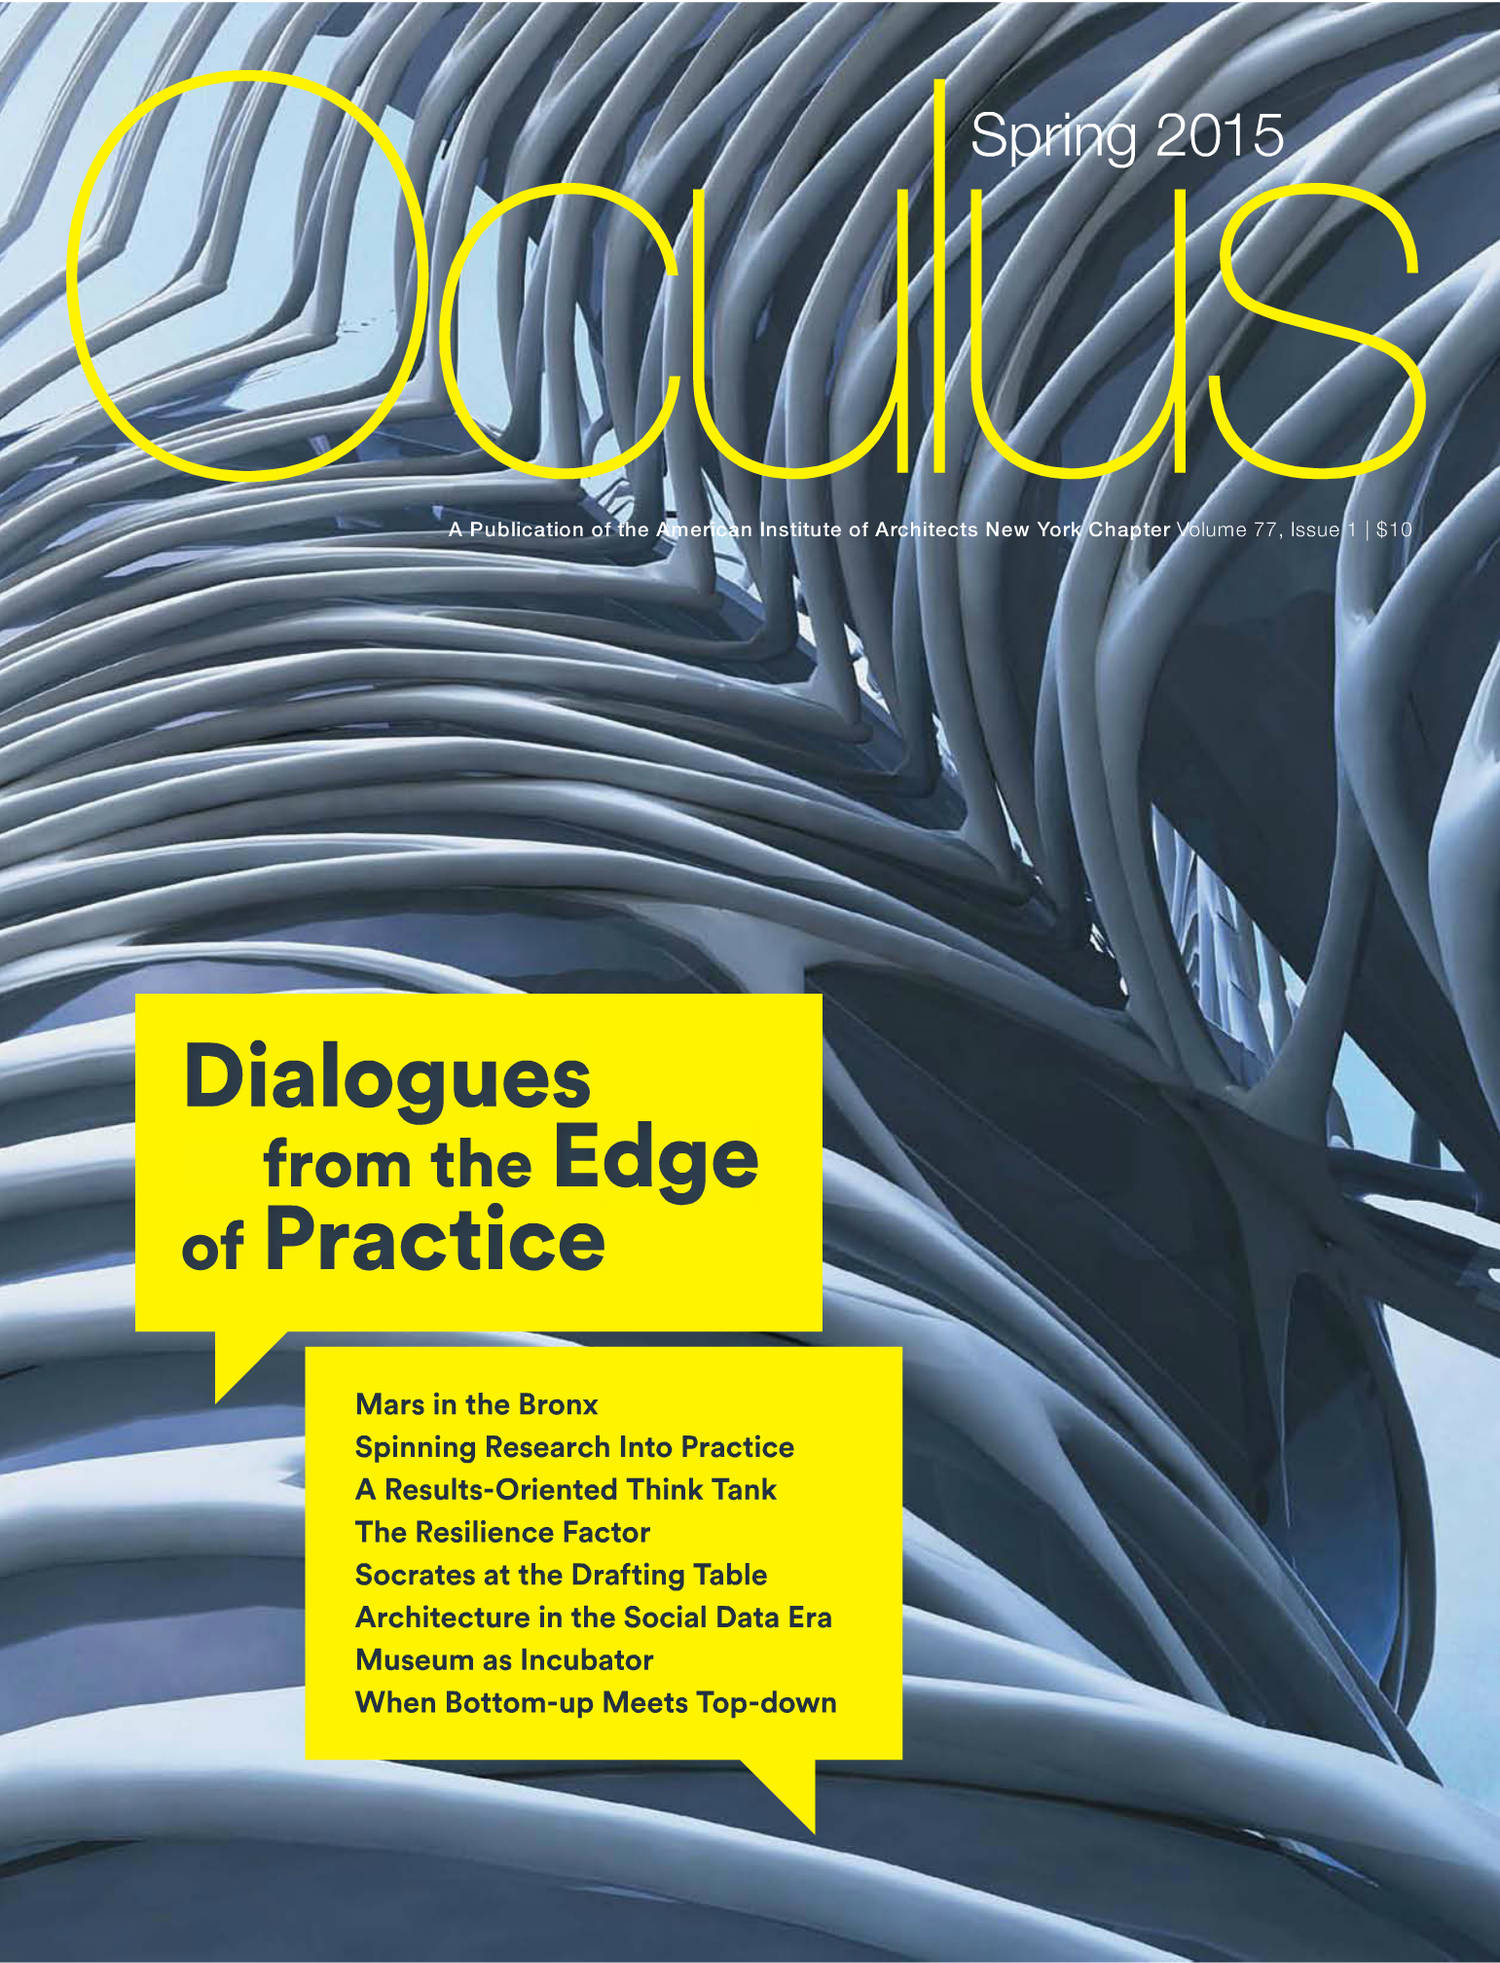 Oculus
Spring 2015
A Publication of the American Institute of Architects New York Chapter Volume 77, Issue 1 | $10
Dialogues
from the Edge
of Practice
Mars in the Bronx
Spinning Research Into Practice
A Results-Oriented Think Tank
The Resilience Factor
Socrates at the Drafting Table
Architecture in the Social Data Era
Museum as Incubator
When Bottom-up Meets Top-down